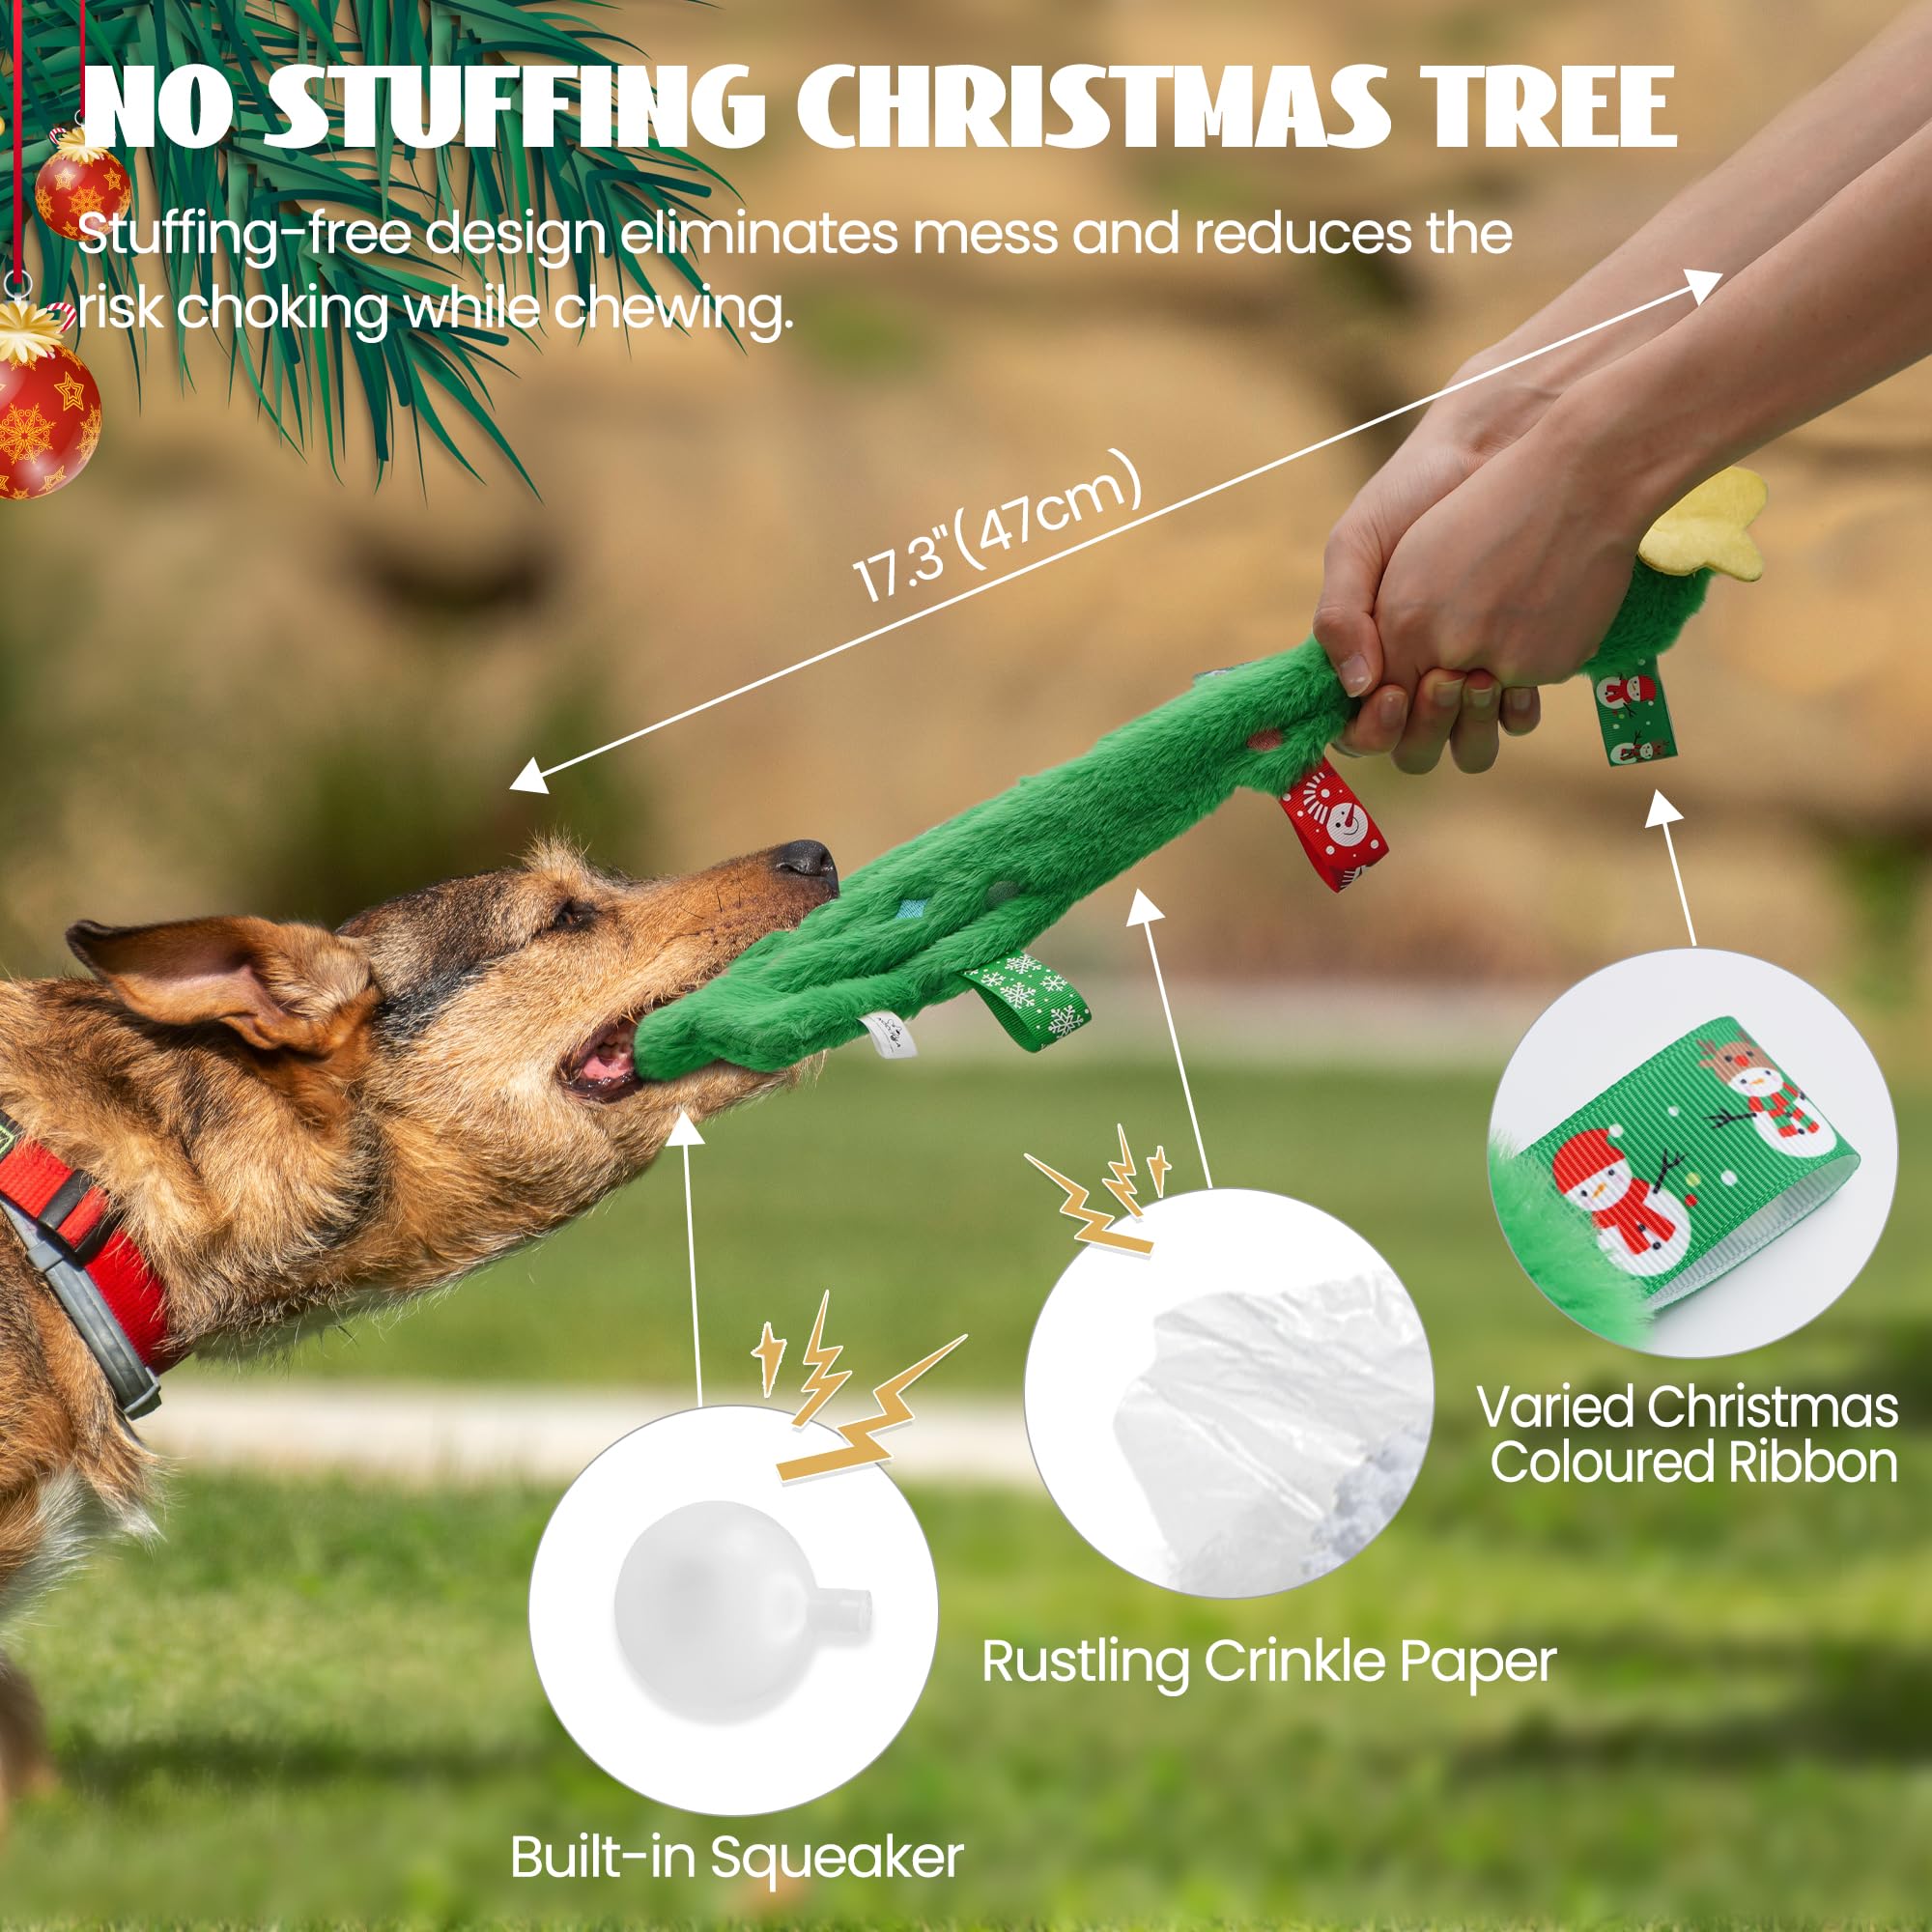 NO STUFFING CHRISTMAS TREE
Stuffing-free design eliminates mess and reduces the
risk choking while chewing.
17.3"(47cm)
Varied Christmas
Coloured Ribbon
Rustling Crinkle Paper
Built-in Squeaker